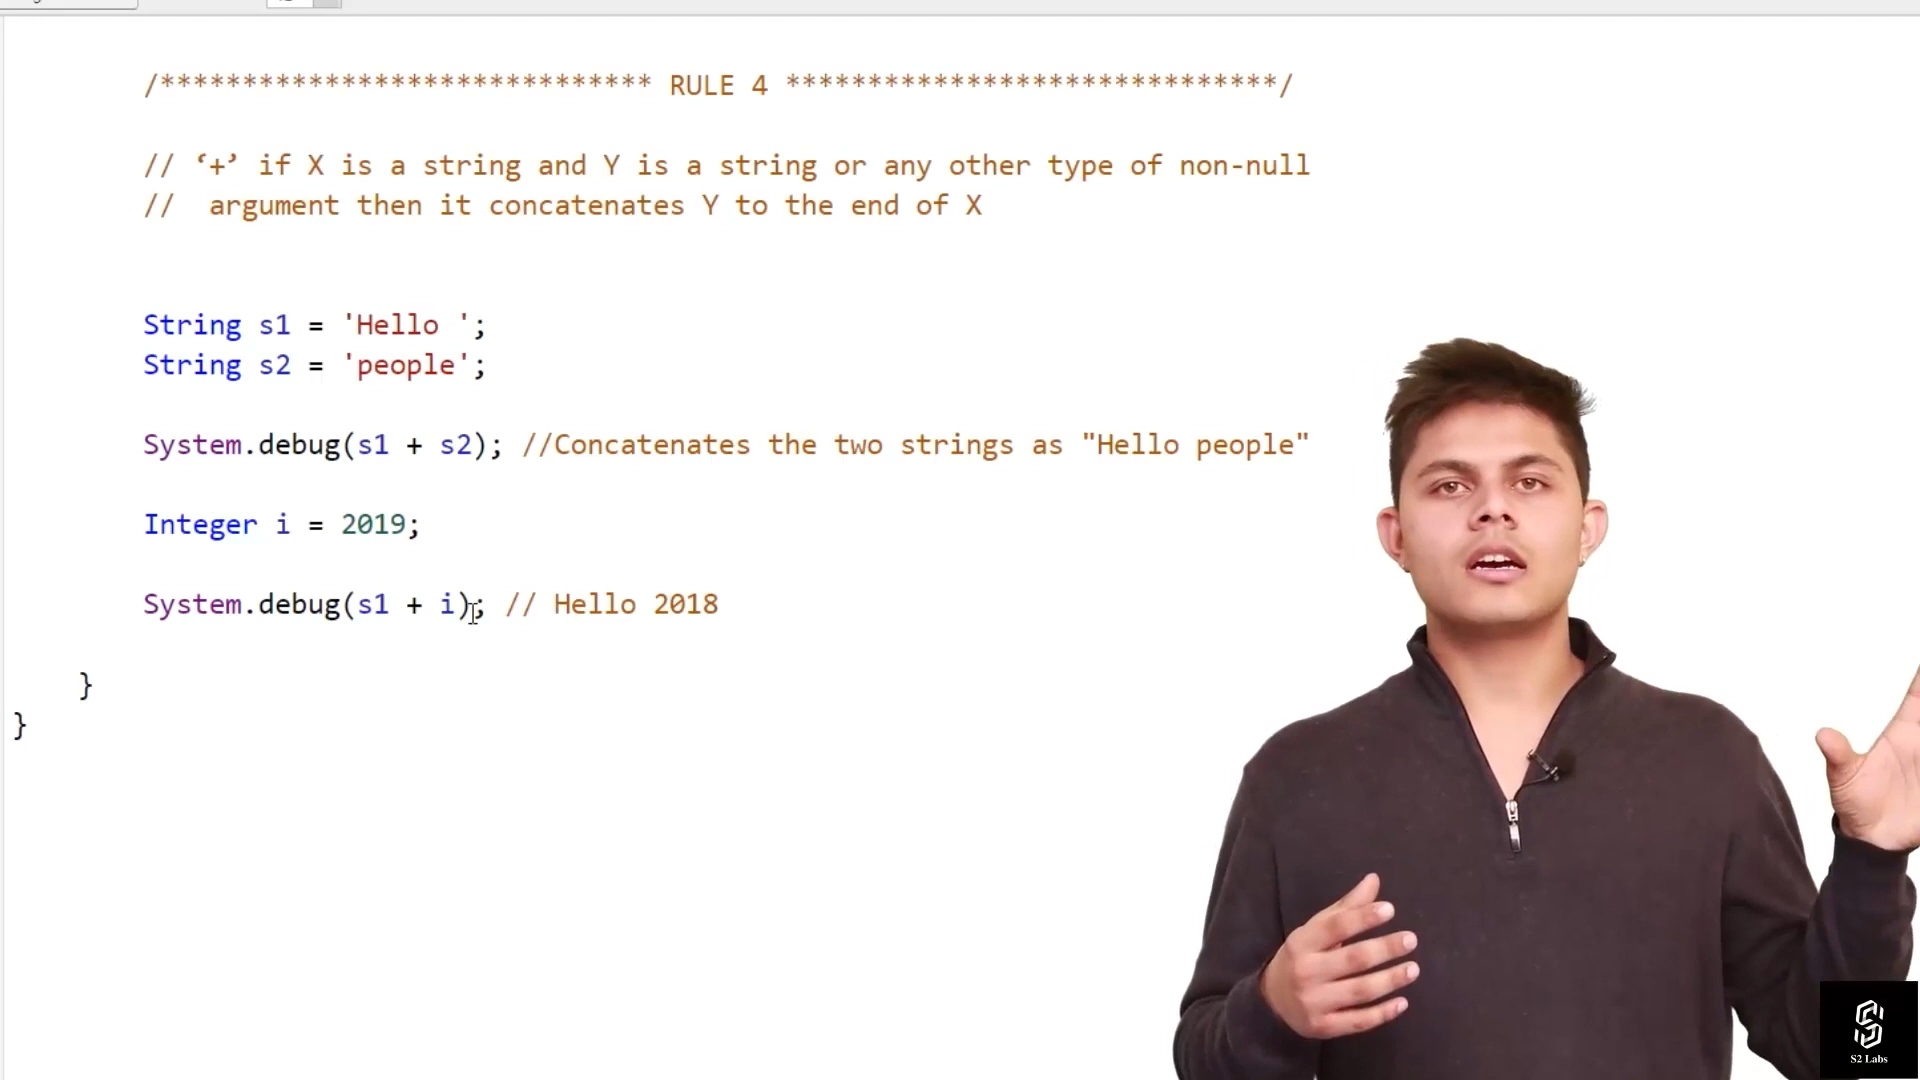 /****************************** RULE 4 ******************************/
// ‘+’ if X is a string and Y is a string or any other type of non-null
//  argument then it concatenates Y to the end of X
String s1 = 'Hello ';
String s2 = 'people';
System.debug(s1 + s2); //Concatenates the two strings as "Hello people"
Integer i = 2019;
System.debug(s1 + i); // Hello 2018
}
}
S2 Labs